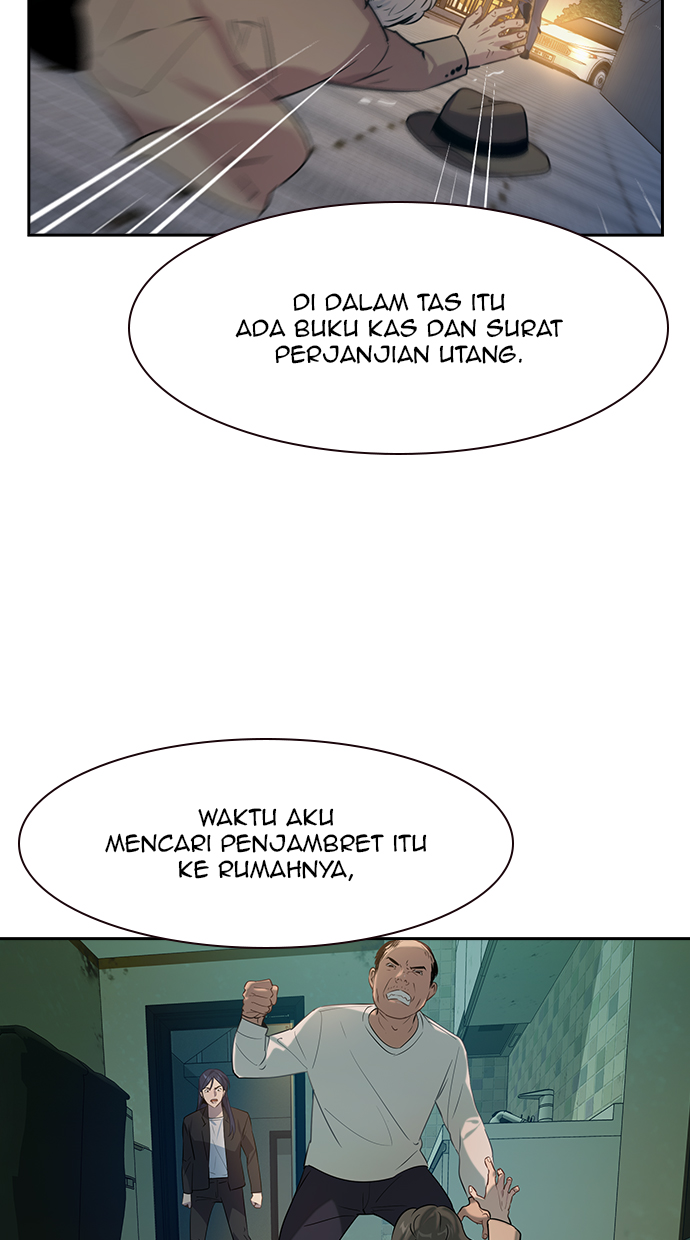 DI DALAM TAS ITU
ADA BUKU KAS DAN SURAT
PERJANJIAN UTANG.
WAKTU AKU
MENCARI PENJAMBRET ITU
KE RUMAHNYA,